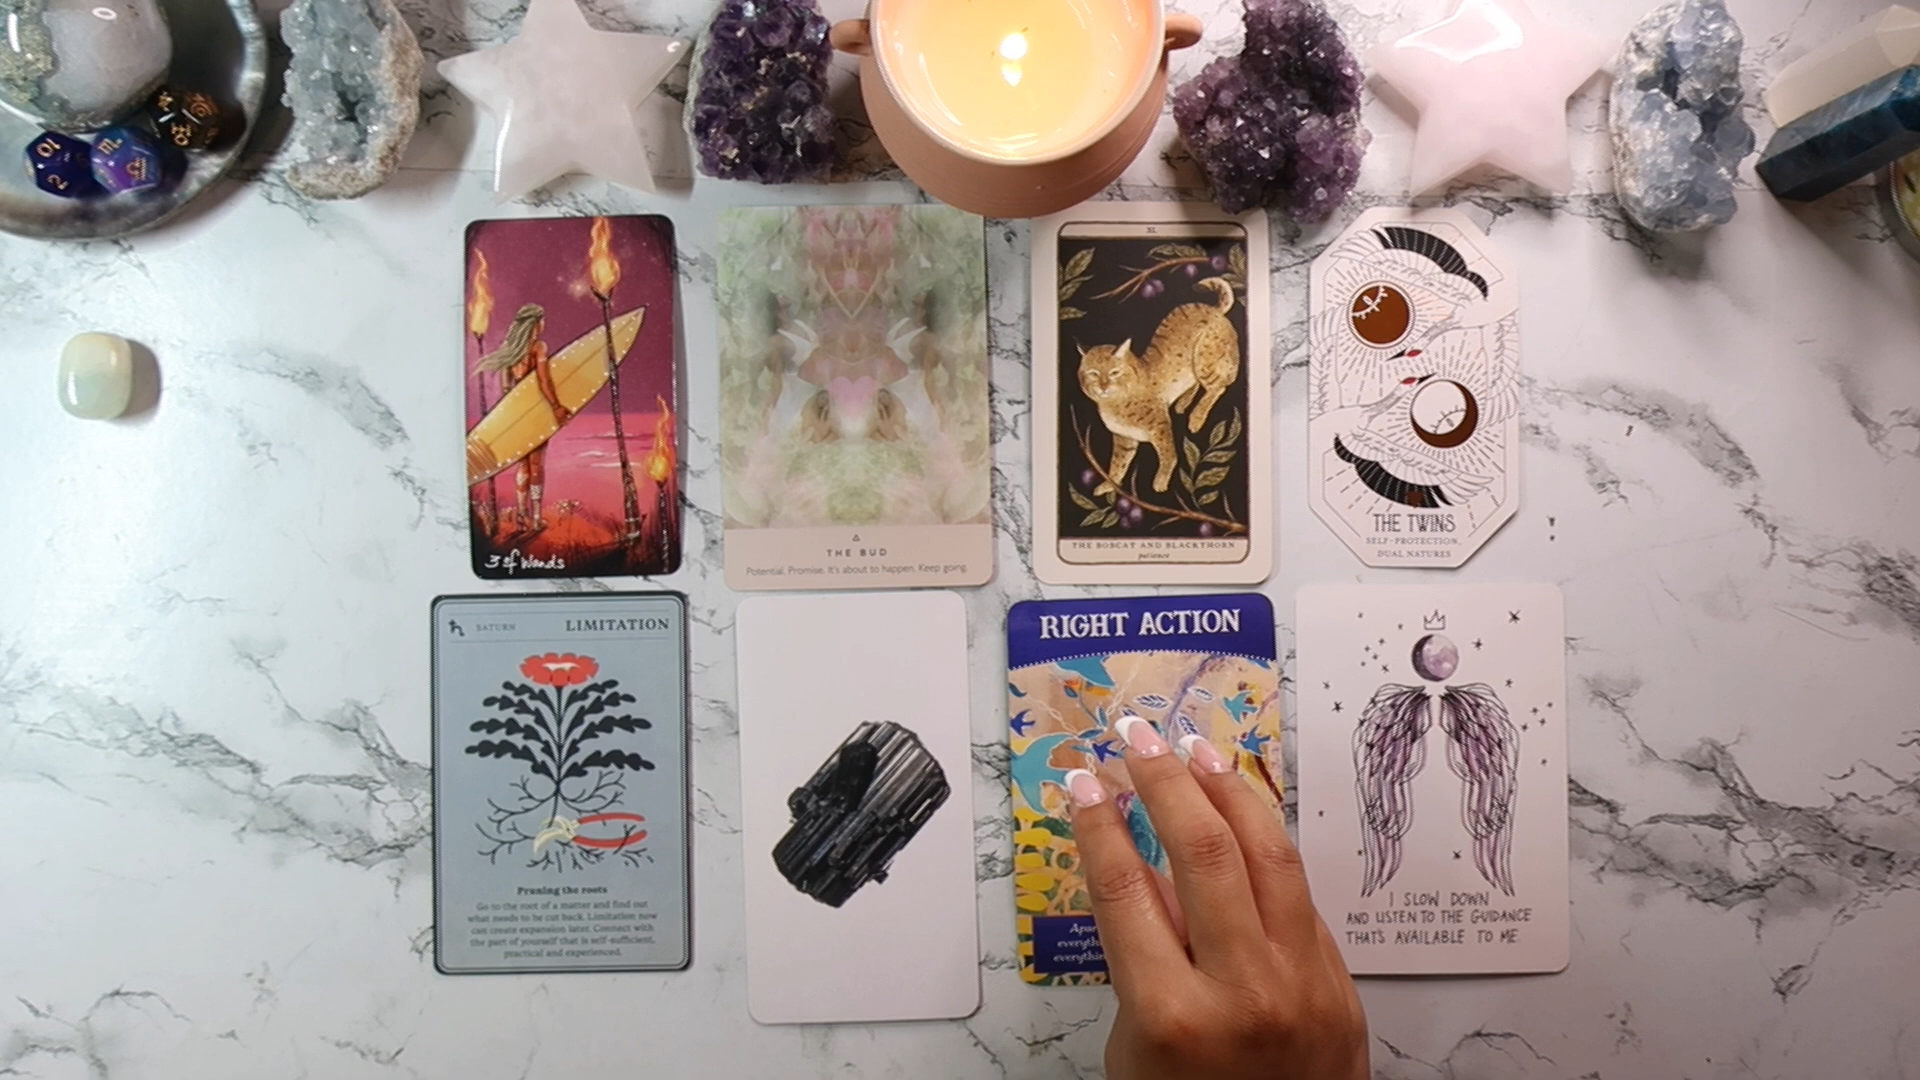 3 of Wands
THE BUD
Potential. Promise. It's about to happen. Keep going.
XI.
THE BOBCAT AND BLACKTHORN
patience
THE TWINS
SELF-PROTECTION,
DUAL NATURES
SATURN
LIMITATION
Pruning the roots
Go to the root of a matter and find out
what needs to be cut back. Limitation now
can create expansion later. Connect with
the part of yourself that is self-sufficient,
practical and experienced.
RIGHT ACTION
everythi
everythin
I SLOW DOWN
AND LISTEN TO THE GUIDANCE
THAT'S AVAILABLE TO ME